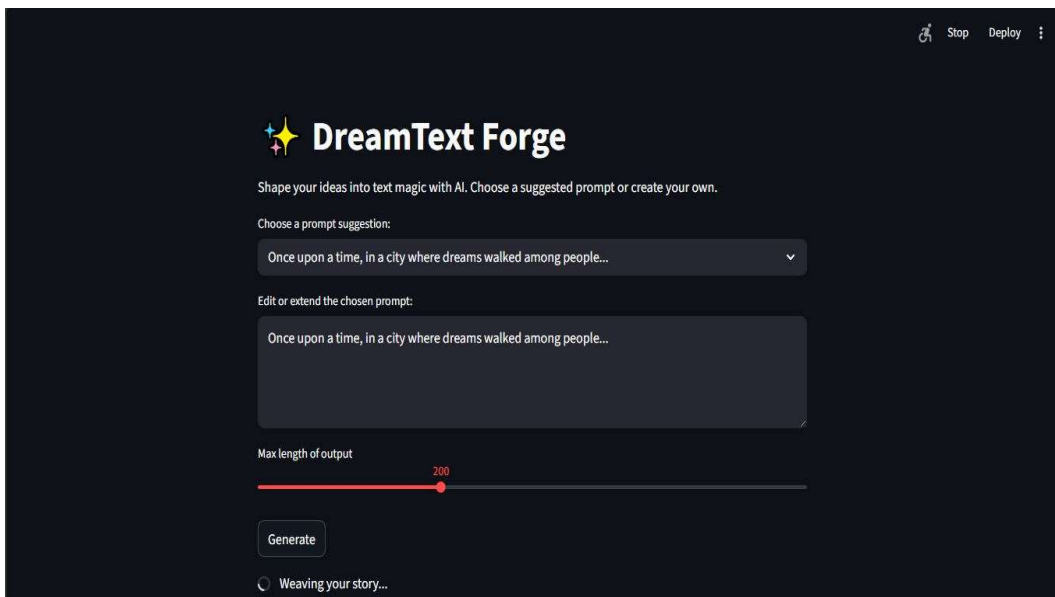 Stop Deploy
DreamText Forge
Shape your ideas into text magic with AI. Choose a suggested prompt or create your own.
Choose a prompt suggestion:
Once upon a time, in a city where dreams walked among people...
Edit or extend the chosen prompt:
Once upon a time, in a city where dreams walked among people...
Max length of output
200
Generate
Weaving your story...